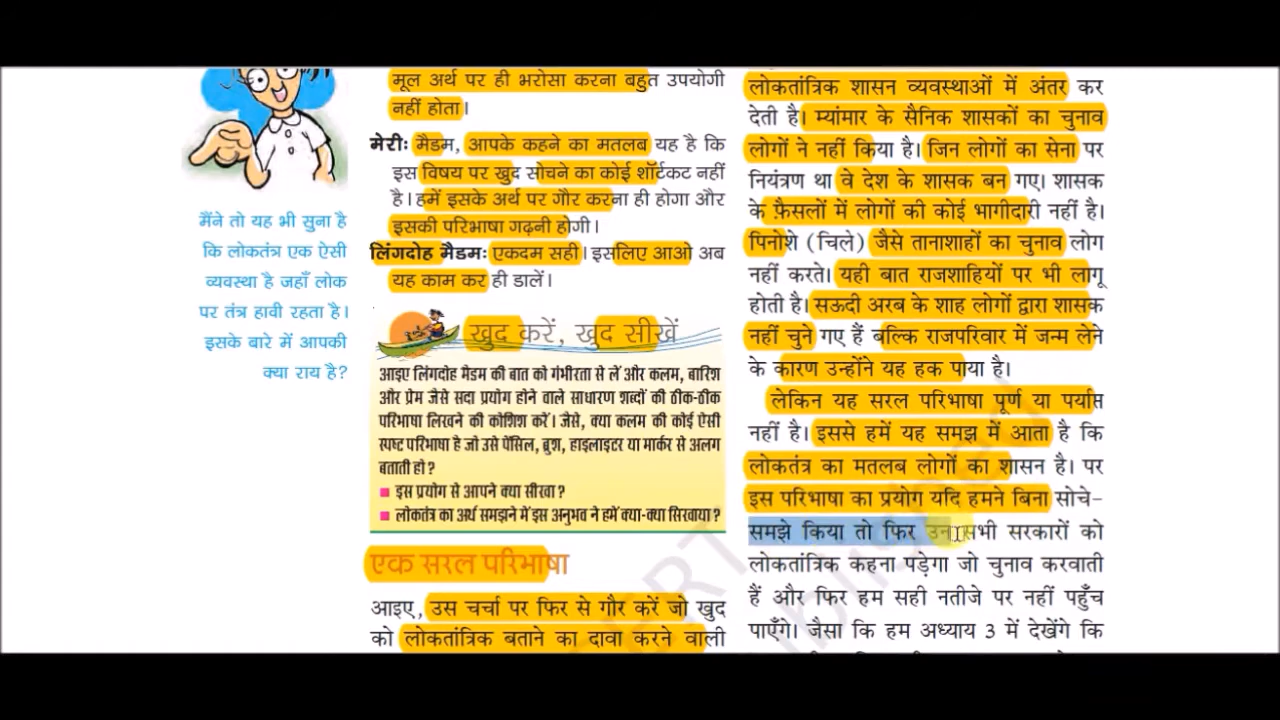 मैंने तो यह भी सुना है
कि लोकतंत्र एक ऐसी
व्यवस्था है जहाँ लोक
पर तंत्र हावी रहता है।
इसके बारे में आपकी
क्या राय है?
मूल अर्थ पर ही भरोसा करना बहुत उपयोगी
नहीं होता।
मेरी: मैडम, आपके कहने का मतलब यह है कि
इस विषय पर खुद सोचने का कोई शॉर्टकट नहीं
है। हमें इसके अर्थ पर गौर करना ही होगा और
इसकी परिभाषा गढ़नी होगी।
लिंगदोह मैडम: एकदम सही। इसलिए आओ अब
यह काम कर ही डालें।
खुद करें, खुद सीखें
आइए लिंगदोह मैडम की बात को गंभीरता से लें और कलम, बारिश
और प्रेम जैसे सदा प्रयोग होने वाले साधारण शब्दों की ठीक-ठीक
परिभाषा लिखने की कोशिश करें। जैसे, क्या कलम की कोई ऐसी
स्पष्ट परिभाषा है जो उसे पेंसिल, ब्रुश, हाइलाइटर या मार्कर से अलग
बताती हो?
इस प्रयोग से आपने क्या सीखा?
लोकतंत्र का अर्थ समझने में इस अनुभव ने हमें क्या-क्या सिखाया?
एक सरल परिभाषा
आइए, उस चर्चा पर फिर से गौर करें जो खुद
को लोकतांत्रिक बताने का दावा करने वाली
लोकतांत्रिक शासन व्यवस्थाओं में अंतर कर
देती है। म्यांमार के सैनिक शासकों का चुनाव
लोगों ने नहीं किया है। जिन लोगों का सेना पर
नियंत्रण था वे देश के शासक बन गए। शासक
के फ़ैसलों में लोगों की कोई भागीदारी नहीं है।
पिनोशे (चिले) जैसे तानाशाहों का चुनाव लोग
नहीं करते। यही बात राजशाहियों पर भी लागू
होती है। सऊदी अरब के शाह लोगों द्वारा शासक
नहीं चुने गए हैं बल्कि राजपरिवार में जन्म लेने
के कारण उन्होंने यह हक पाया है।
लेकिन यह सरल परिभाषा पूर्ण या पर्याप्त
नहीं है। इससे हमें यह समझ में आता है कि
लोकतंत्र का मतलब लोगों का शासन है। पर
इस परिभाषा का प्रयोग यदि हमने बिना सोचे-
समझे किया तो फिर उन सभी सरकारों को
लोकतांत्रिक कहना पड़ेगा जो चुनाव करवाती
हैं और फिर हम सही नतीजे पर नहीं पहुँच
पाएँगे। जैसा कि हम अध्याय 3 में देखेंगे कि